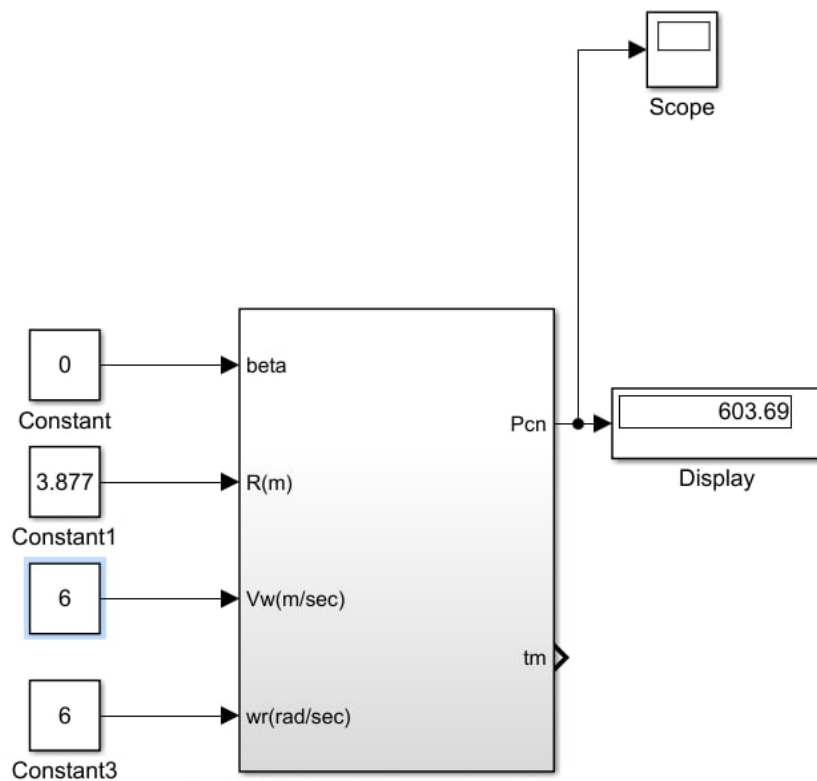 Scope
0
beta
Constant
Pcn
603.69
Display
3.877
R(m)
Constant1
6
Vw(m/sec)
tm
6
wr(rad/sec)
Constant3